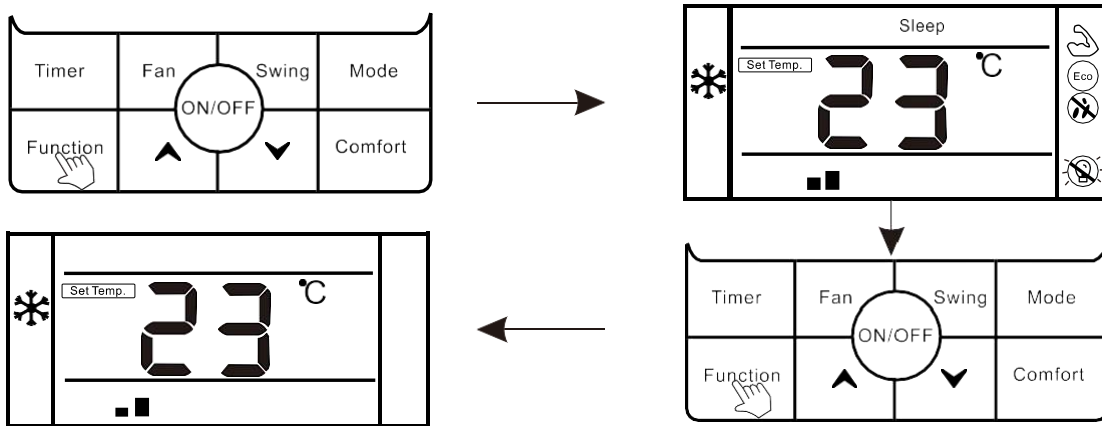 Timer Fan Swing Mode
ON/OFF
Function Comfort
Sleep
Set Temp. 23 °C
Eco
Set Temp. 23 °C
Timer Fan Swing Mode
ON/OFF
Function Comfort